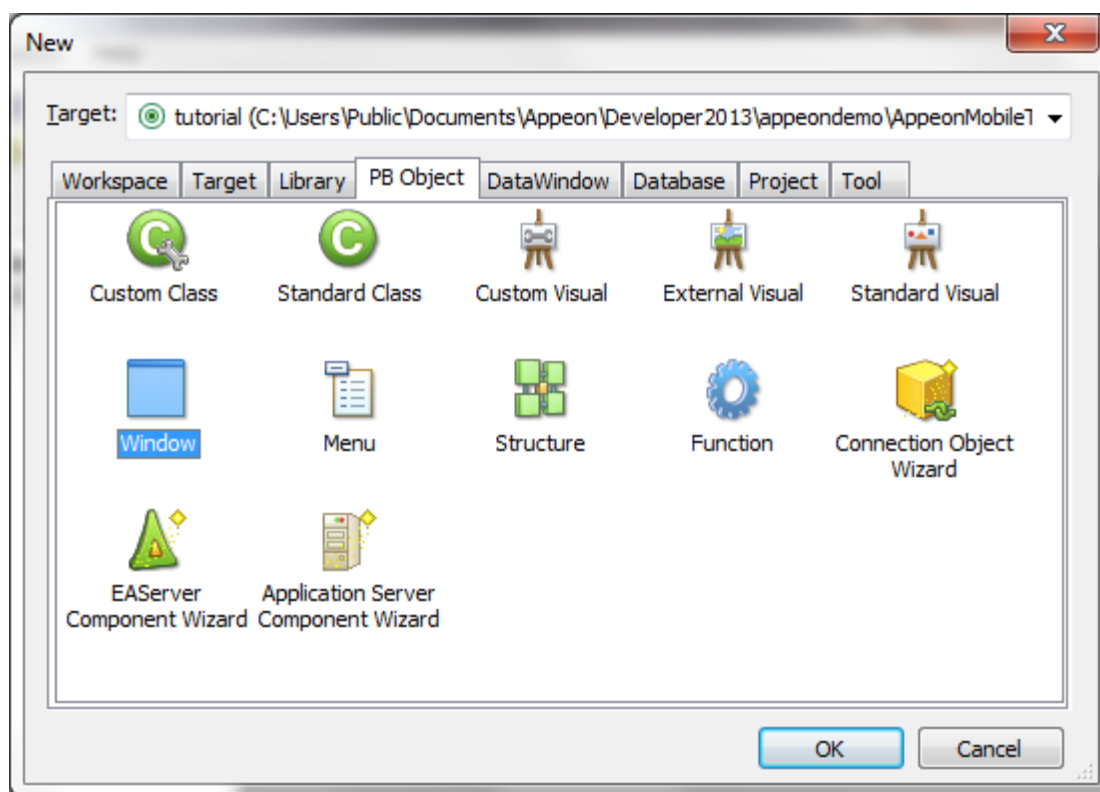 New
Target: tutorial (C:\Users\Public\Documents\Appeon\Developer2013\appeondemo\AppeonMobileT
Workspace Target Library PB Object DataWindow Database Project Tool
Custom Class Standard Class Custom Visual External Visual Standard Visual
Window Menu Structure Function Connection Object
Wizard
EAServer Application Server
Component Wizard Component Wizard
OK Cancel